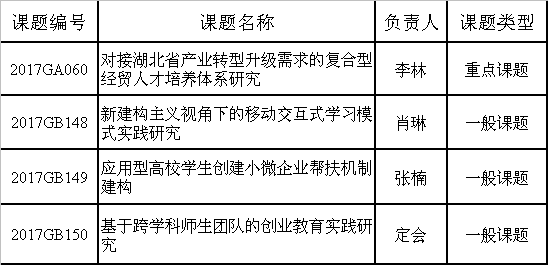 课题编号 课题名称 负责人 课题类型
2017GA060 对接湖北省产业转型升级需求的复合型
经贸人才培养体系研究 李林 重点课题
2017GB148 新建构主义视角下的移动交互式学习模
式实践研究 肖琳 一般课题
2017GB149 应用型高校学生创建小微企业帮扶机制
建构 张楠 一般课题
2017GB150 基于跨学科师生团队的创业教育实践研
究 定会 一般课题